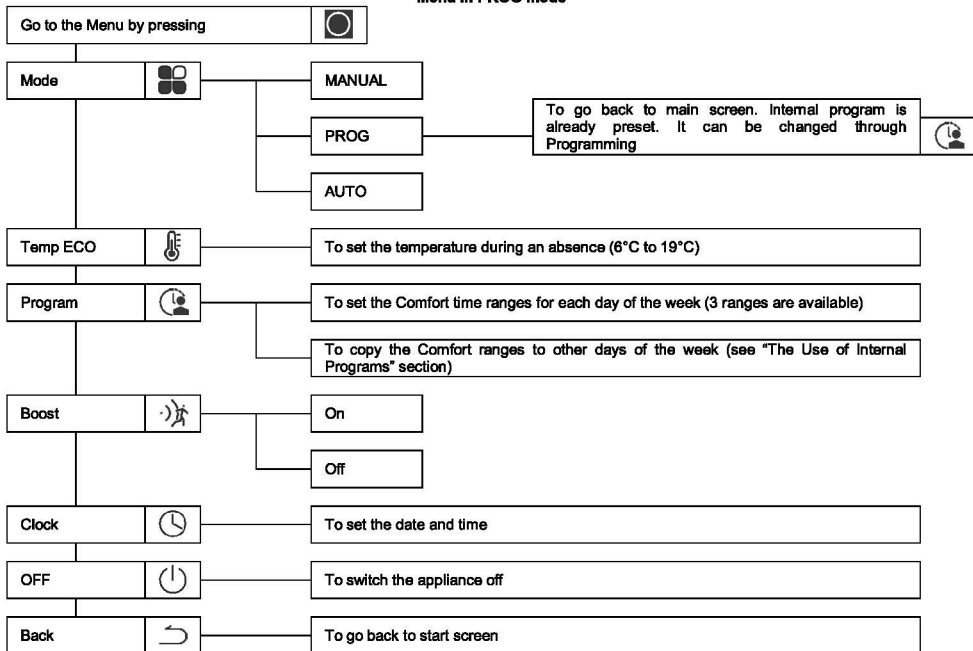 Menu in PROG mode
Go to the Menu by pressing
Mode
MANUAL
PROG
To go back to main screen. Internal program is
already preset. It can be changed through
Programming
AUTO
Temp ECO
To set the temperature during an absence (6°C to 19°C)
Program
To set the Comfort time ranges for each day of the week (3 ranges are available)
To copy the Comfort ranges to other days of the week (see “The Use of Internal
Programs” section)
Boost
On
Off
Clock
To set the date and time
OFF
To switch the appliance off
Back
To go back to start screen